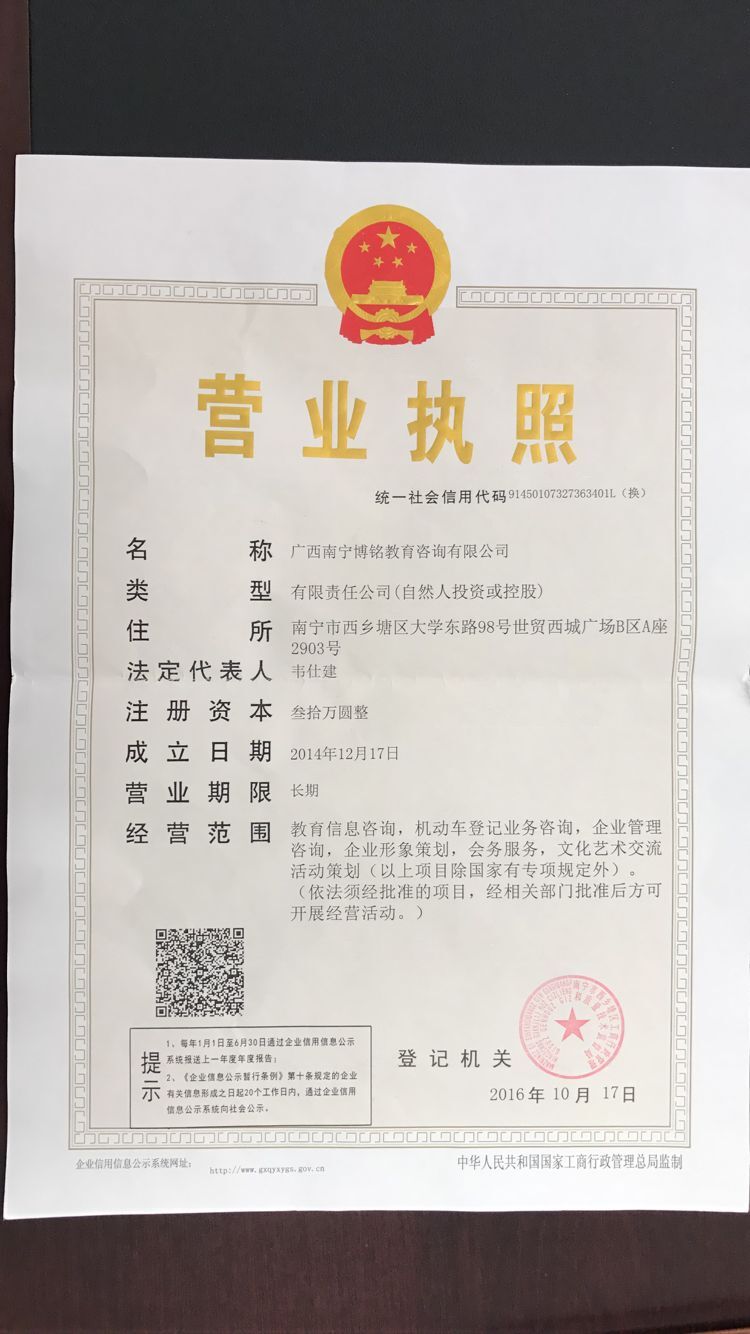 营业执照
统一社会信用代码91450107327363401L（换）
名称 广西南宁博铭教育咨询有限公司
类型 有限责任公司(自然人投资或控股)
住所 南宁市西乡塘区大学东路98号世贸西城广场B区A座
2903号
法定代表人 韦仕建
注册资本 叁拾万圆整
成立日期 2014年12月17日
营业期限 长期
经营范围 教育信息咨询，机动车登记业务咨询，企业管理
咨询，企业形象策划，会务服务，文化艺术交流
活动策划（以上项目除国家有专项规定外）。
（依法须经批准的项目，经相关部门批准后方可
开展经营活动。）
提示
1、每年1月1日至6月30日通过企业信用信息公示
系统报送上一年度年度报告；
2、《企业信息公示暂行条例》第十条规定的企业
有关信息形成之日起20个工作日内，通过企业信用
信息公示系统向社会公示。
登记机关
2016年10月17日
企业信用信息公示系统网址：
http://www.gxqyxygs.gov.cn
中华人民共和国国家工商行政管理总局监制